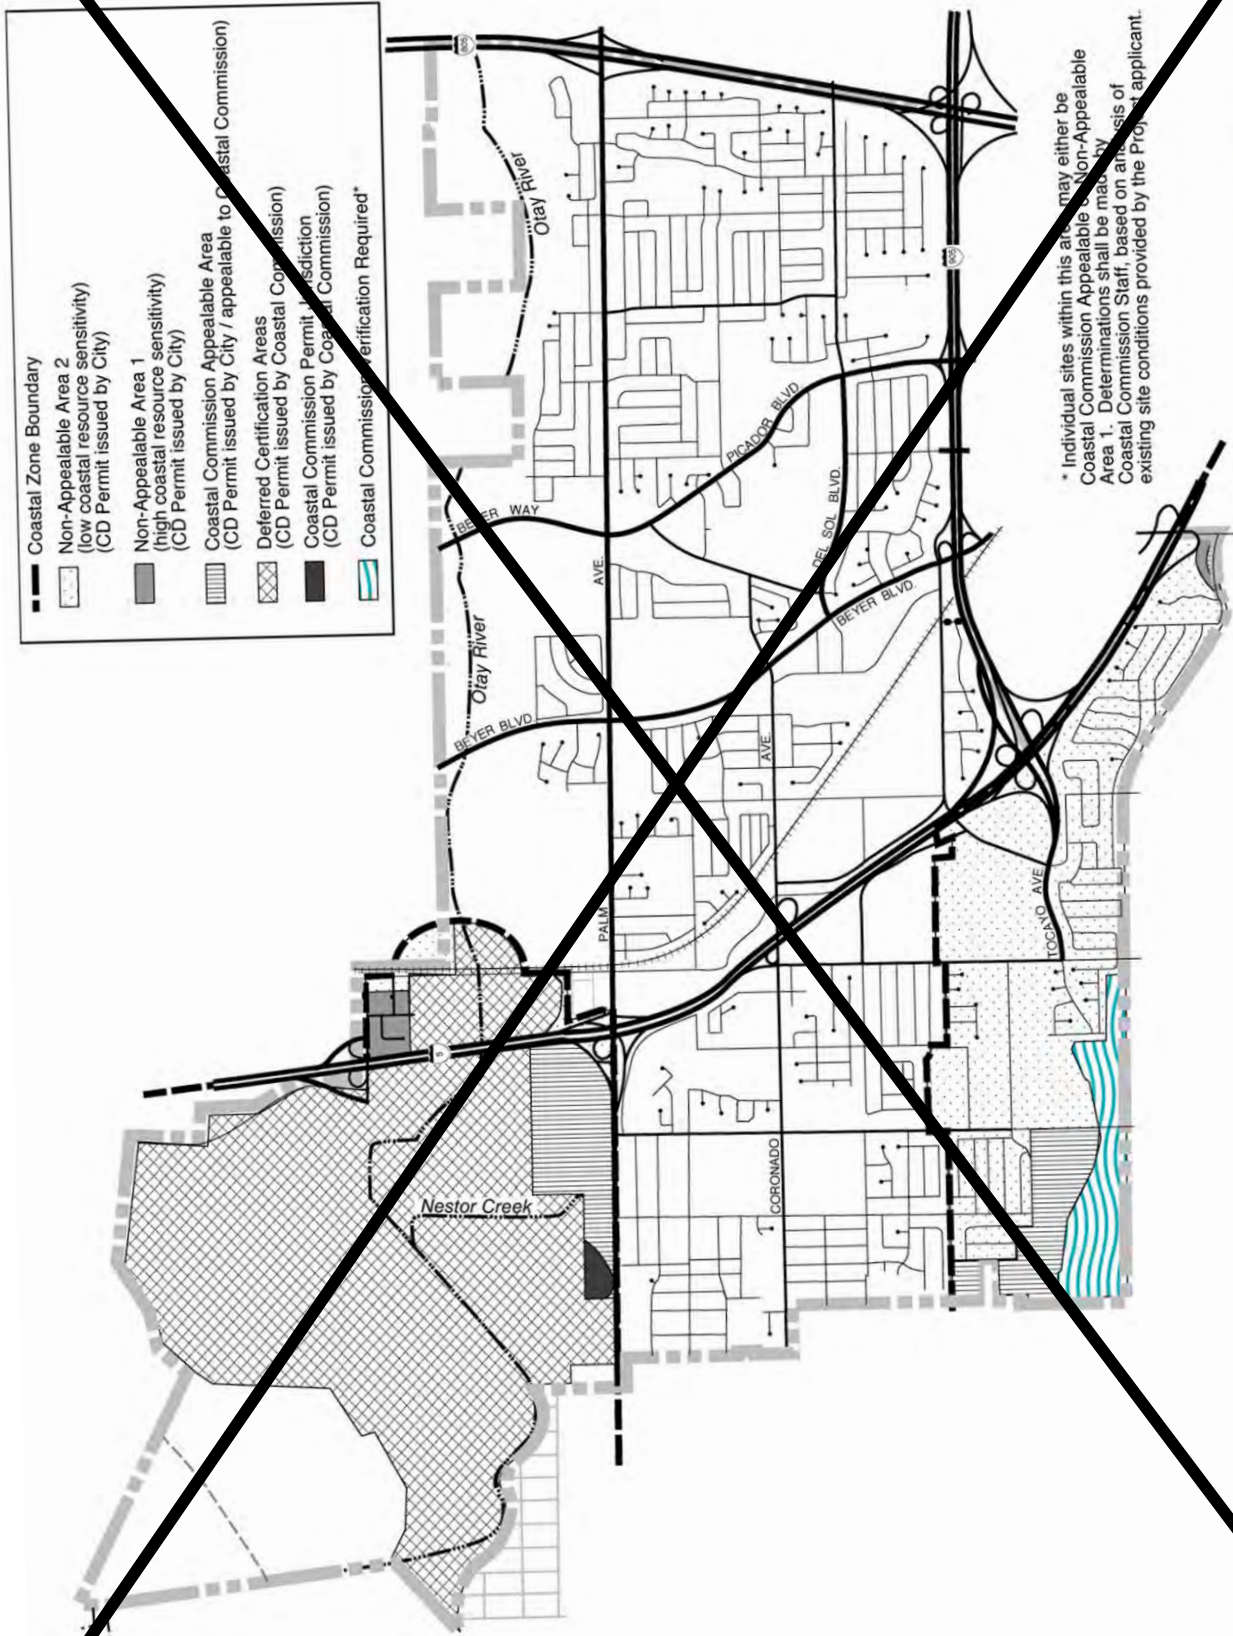 Coastal Zone Boundary
Non-Appealable Area 2
(low coastal resource sensitivity)
(CD Permit issued by City)
Non-Appealable Area 1
(high coastal resource sensitivity)
(CD Permit issued by City)
Coastal Commission Appealable Area
(CD Permit issued by City / appealable to Coastal Commission)
Deferred Certification Areas
(CD Permit issued by Coastal Commission)
Coastal Commission Permit Jurisdiction
(CD Permit issued by Coastal Commission)
Coastal Commission Verification Required*
805
Otay River
BEYER WAY
PICADOR BLVD.
805
AVE.
DEL SOL BLVD.
BEYER BLVD.
Otay River
BEYER BLVD.
AVE.
PALM
TOCAYO AVE
5
Nestor Creek
CORONADO
* Individual sites within this area may either be
Coastal Commission Appealable or Non-Appealable
Area 1. Determinations shall be made by
Coastal Commission Staff, based on analysis of
existing site conditions provided by the Project applicant.